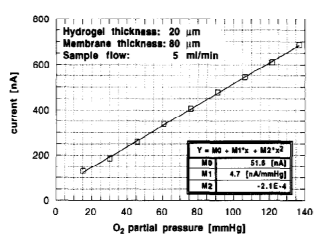 Hydrogel thickness: 20 µm
Membrane thickness: 80 µm
Sample flow: 5 ml/min
800
600
400
200
0
current [nA]
Y = M0 + M1*x + M2*x²
M0 51.8 [nA]
M1 4.7 [nA/mmHg]
M2 -2.1E-4
0 20 40 60 80 100 120 140
O₂ partial pressure [mmHg]